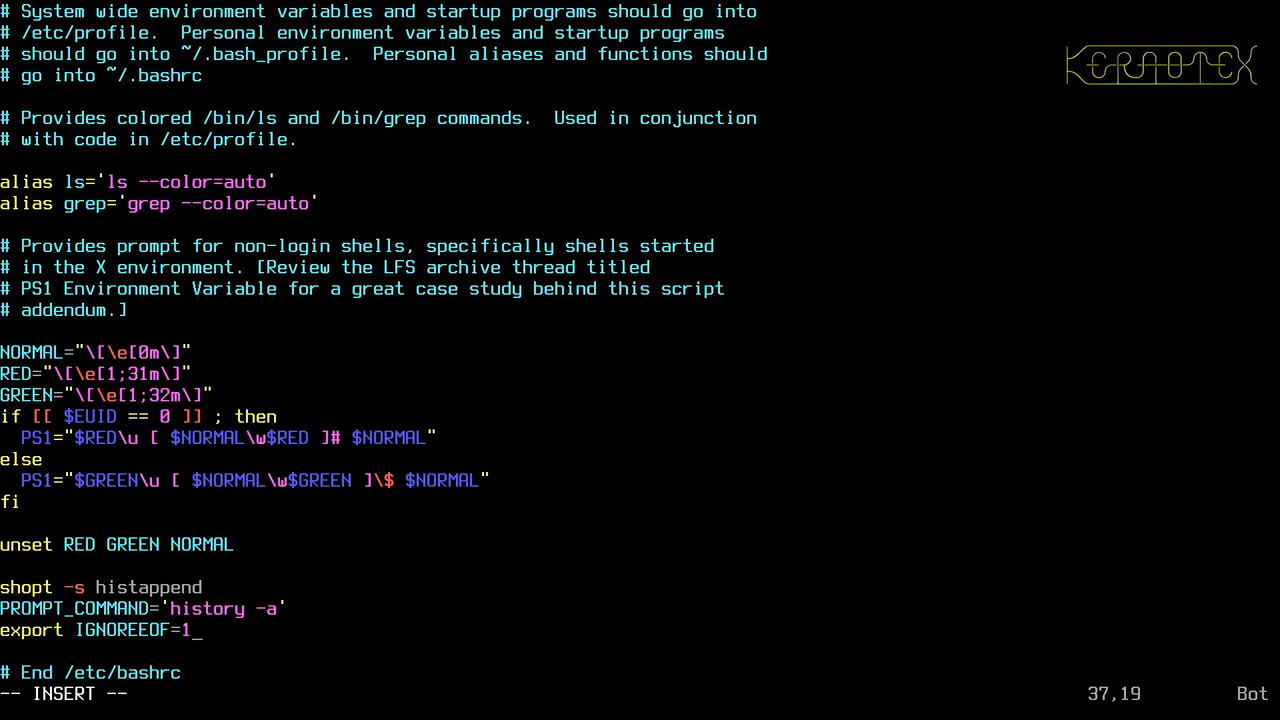 # System wide environment variables and startup programs should go into
# /etc/profile.  Personal environment variables and startup programs
# should go into ~/.bash_profile.  Personal aliases and functions should
# go into ~/.bashrc
KERNOTEX
# Provides colored /bin/ls and /bin/grep commands.  Used in conjunction
# with code in /etc/profile.
alias ls='ls --color=auto'
alias grep='grep --color=auto'
# Provides prompt for non-login shells, specifically shells started
# in the X environment. [Review the LFS archive thread titled
# PS1 Environment Variable for a great case study behind this script
# addendum.]
NORMAL="\[\e[0m\]"
RED="\[\e[1;31m\]"
GREEN="\[\e[1;32m\]"
if [[ $EUID == 0 ]] ; then
  PS1="$RED\u [ $NORMAL\w$RED ]# $NORMAL"
else
  PS1="$GREEN\u [ $NORMAL\w$GREEN ]\$ $NORMAL"
fi
unset RED GREEN NORMAL
shopt -s histappend
PROMPT_COMMAND='history -a'
export IGNOREEOF=1_
# End /etc/bashrc
-- INSERT -- 37,19 Bot